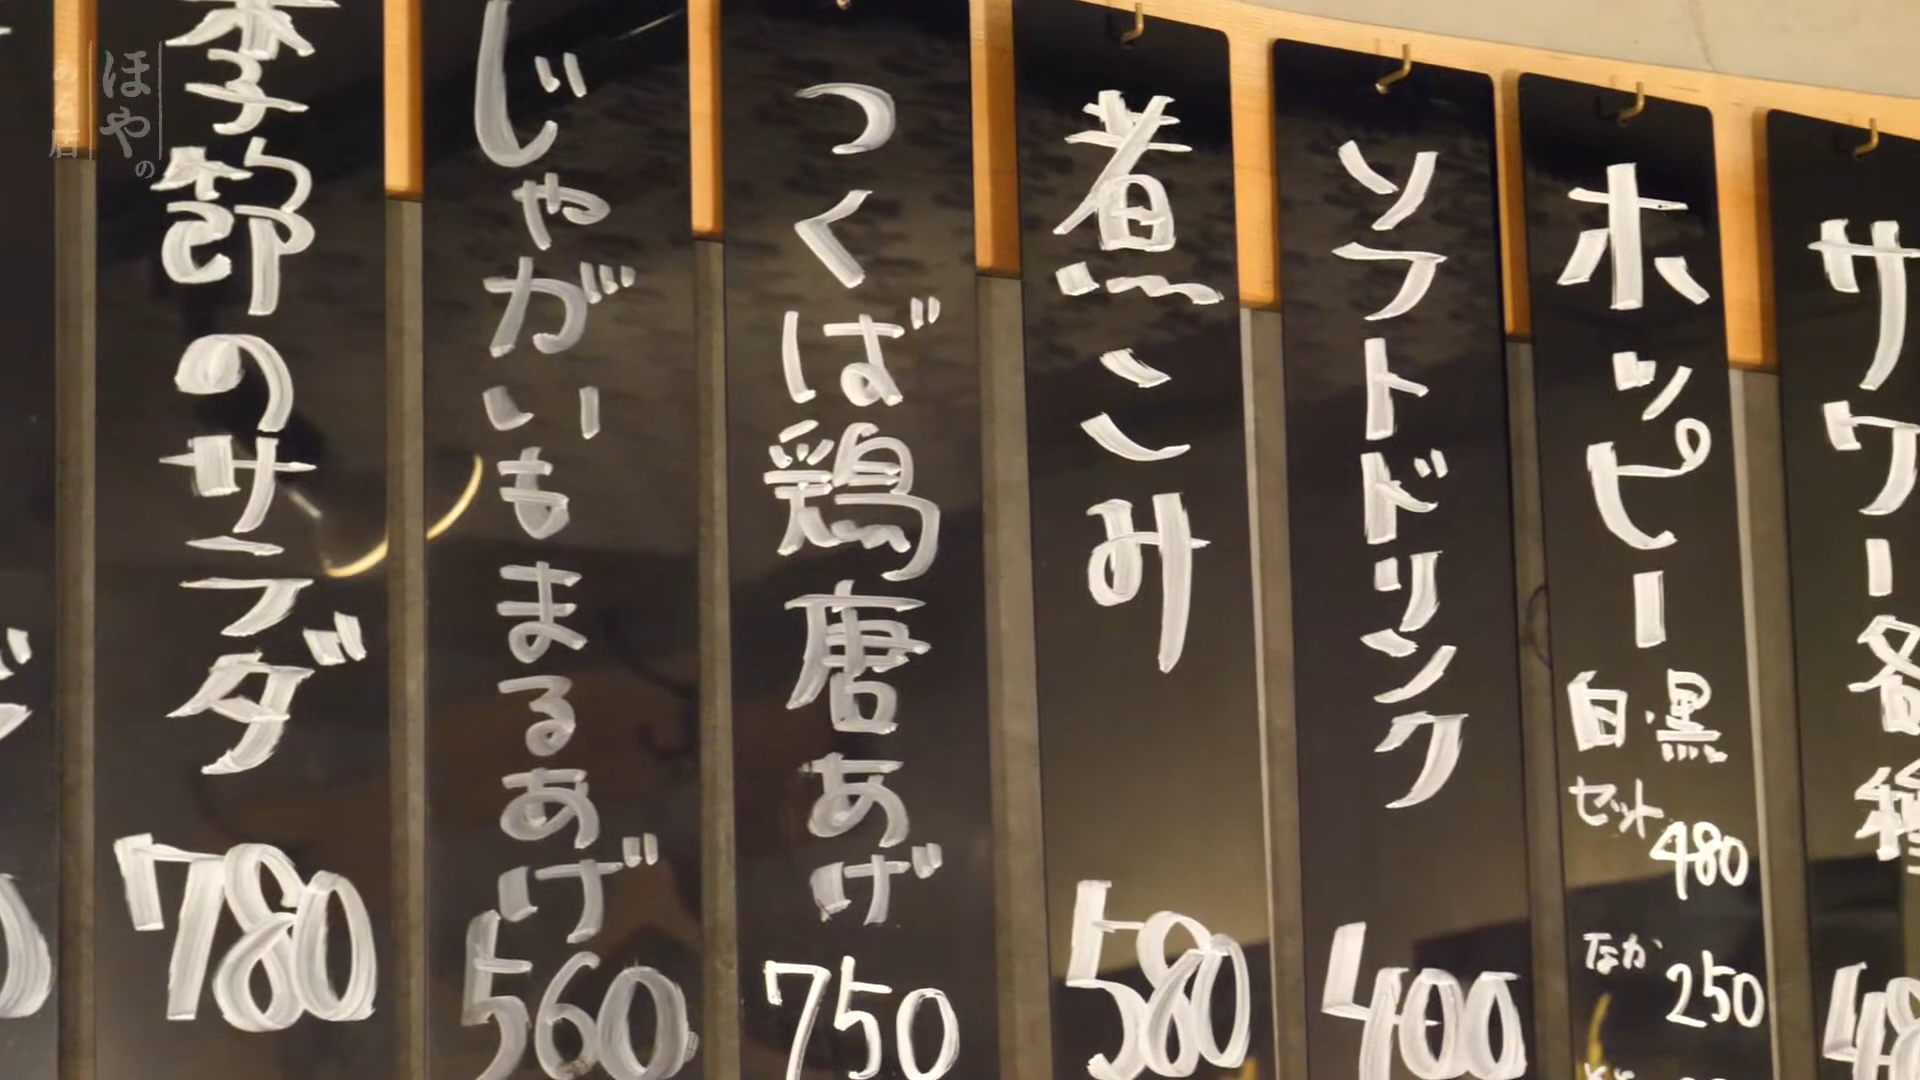 サワー各種
ホッピー
白・黒
セット 480
なか 250
ソフトドリンク 400
煮こみ 580
つくば鶏唐あげ 750
じゃがいもまるあげ 560
季節のサラダ 780
ほやの